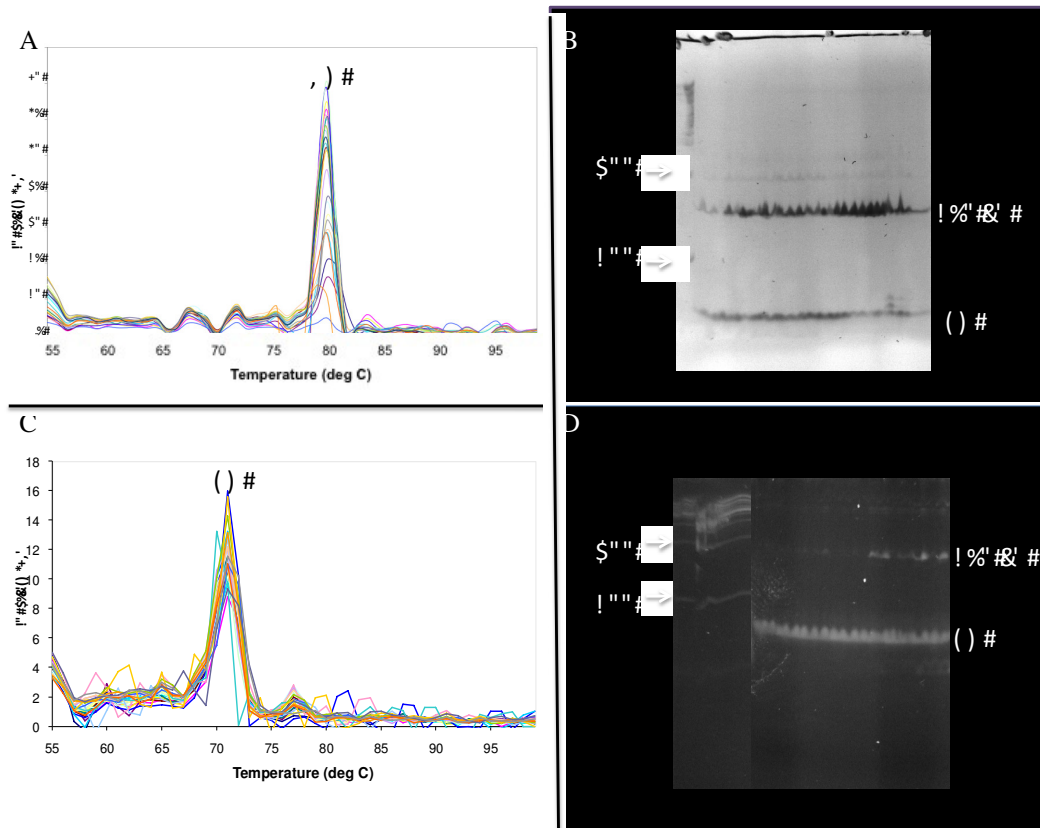 A
, ) #
+" #
*%#
*" #
$%#
$" #
! %#
! " #
-%#
!" #$%&'() *+,'
55 60 65 70 75 80 85 90 95
Temperature (deg C)
B
$""#
! %'#&' #
! ""#
( ) #
C
( ) #
18
16
14
12
10
8
6
4
2
0
55 60 65 70 75 80 85 90 95
Temperature (deg C)
D
$""#
! %'#&' #
! ""#
( ) #